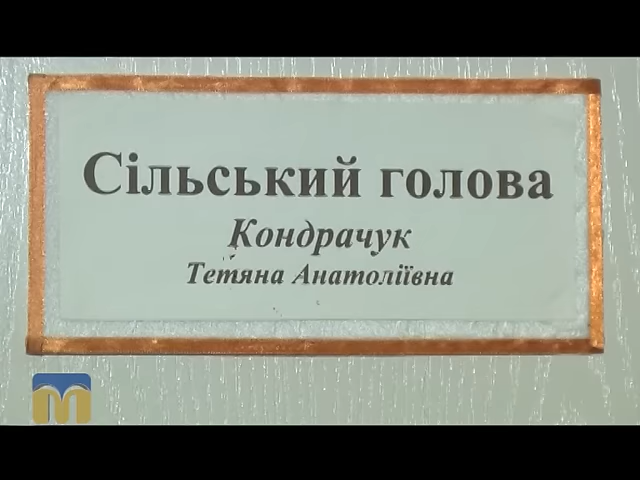 Сільський голова
Кондрачук
Тетяна Анатоліївна